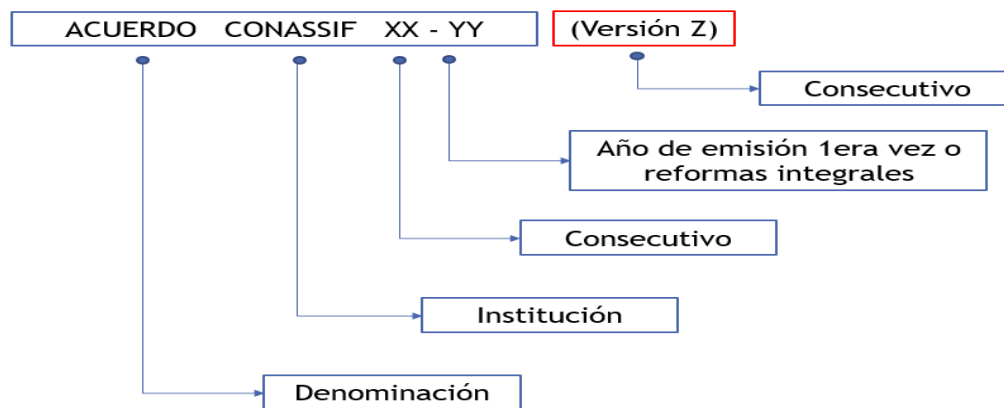 ACUERDO CONASSIF XX - YY (Versión Z)
Consecutivo
Año de emisión 1era vez o
reformas integrales
Consecutivo
Institución
Denominación